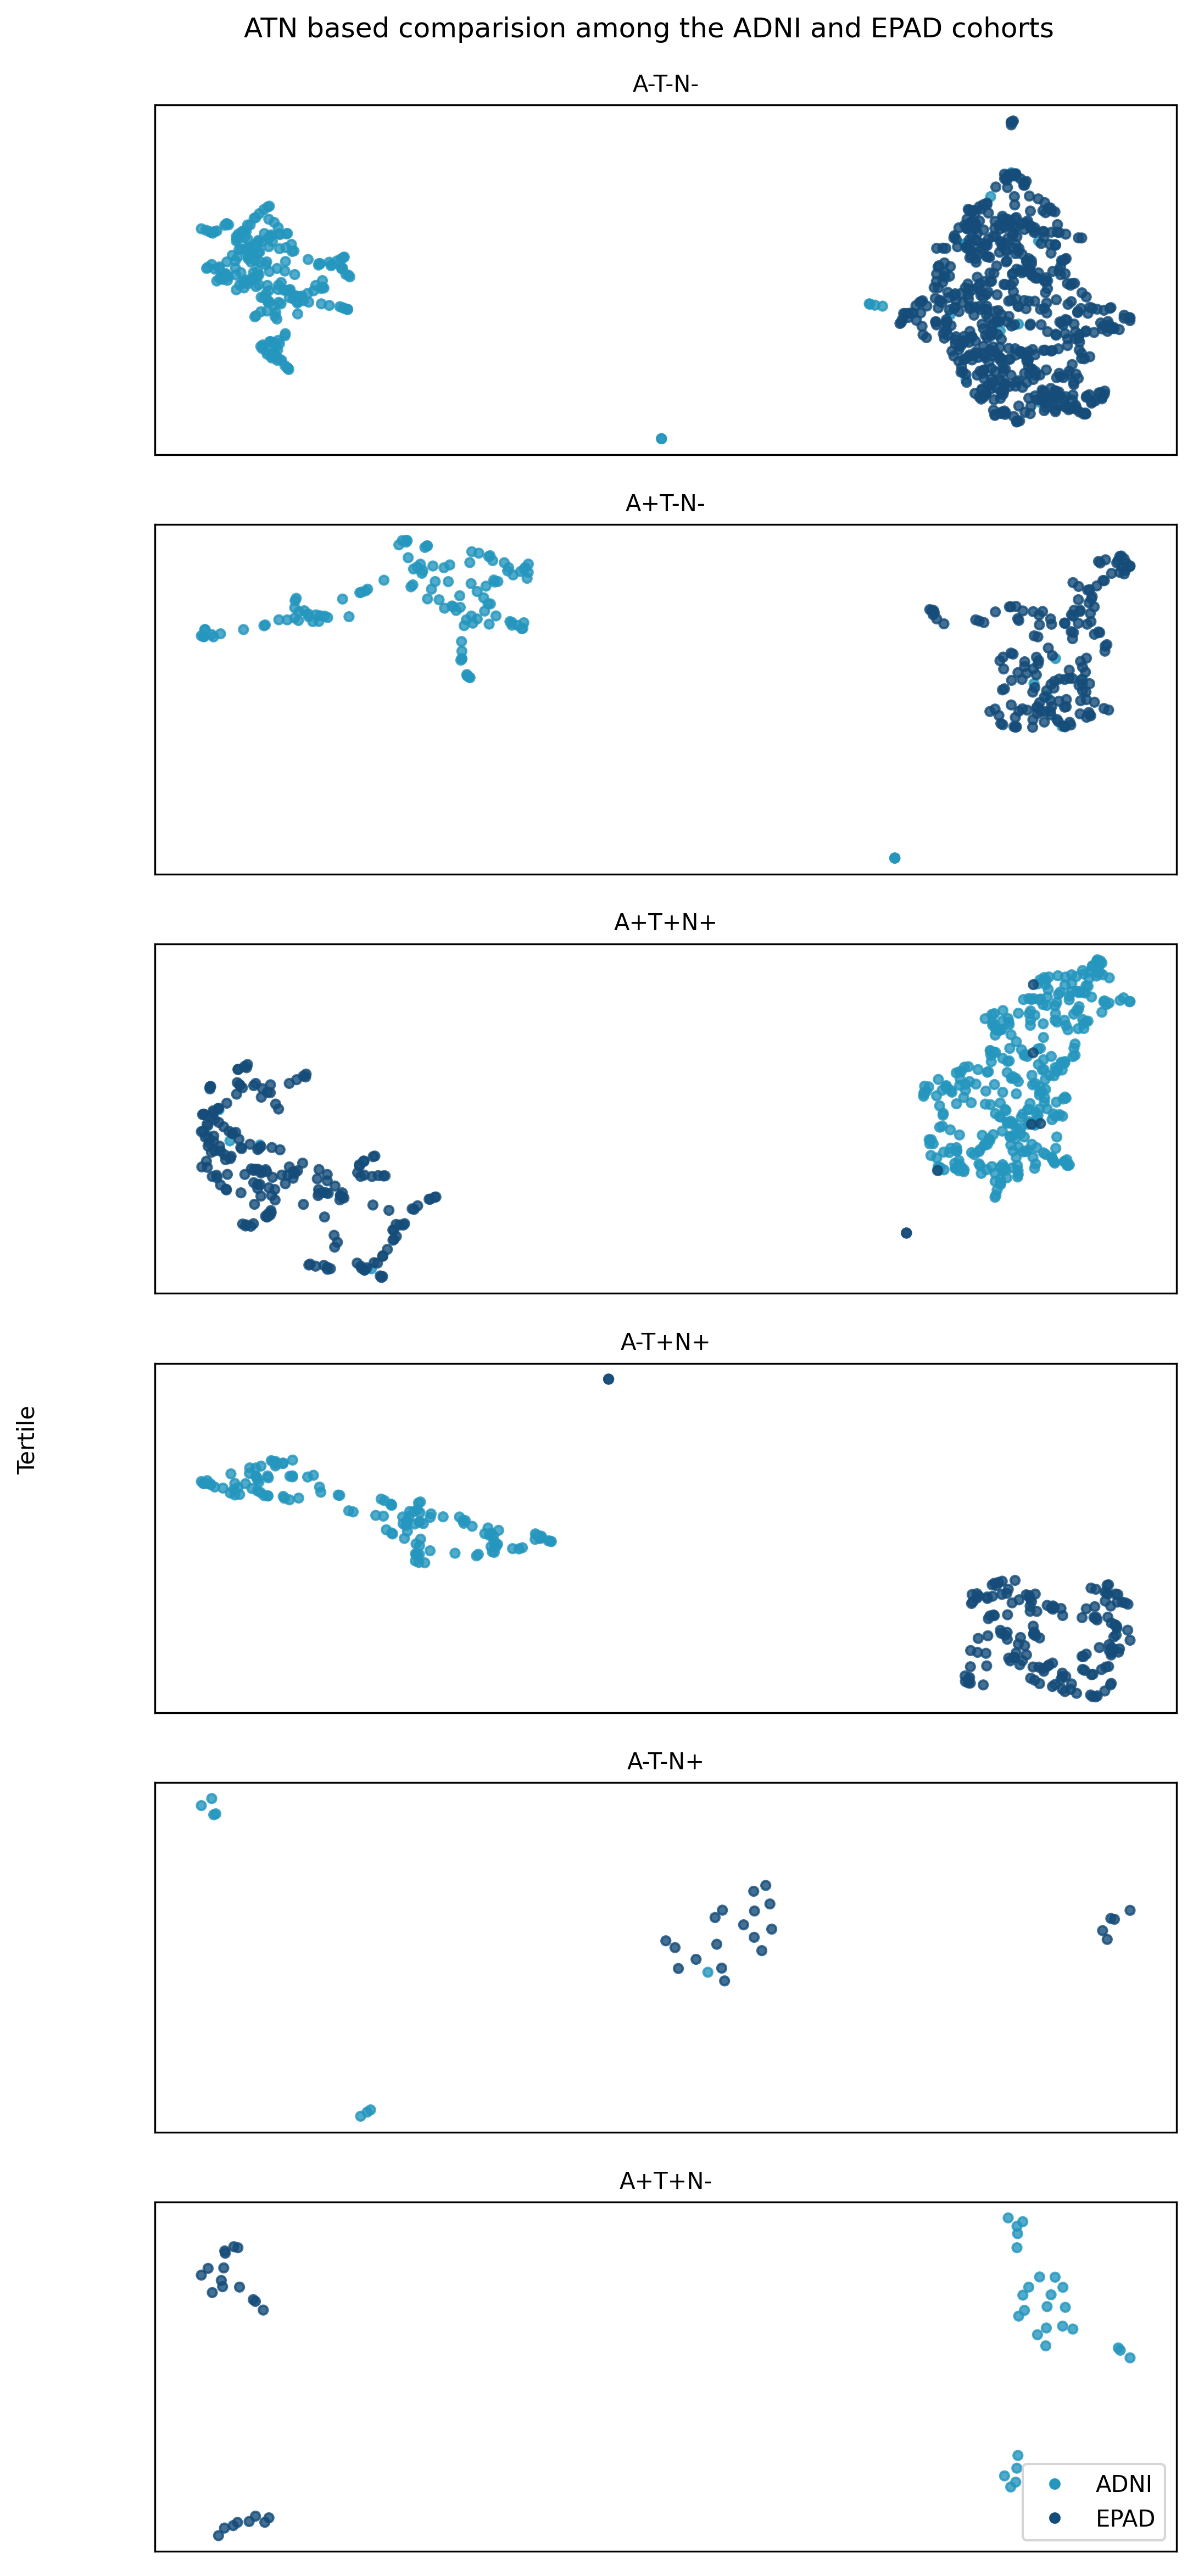 ATN based comparision among the ADNI and EPAD cohorts
A-T-N-
A+T-N-
A+T+N+
A-T+N+
Tertile
A-T-N+
A+T+N-
ADNI
EPAD